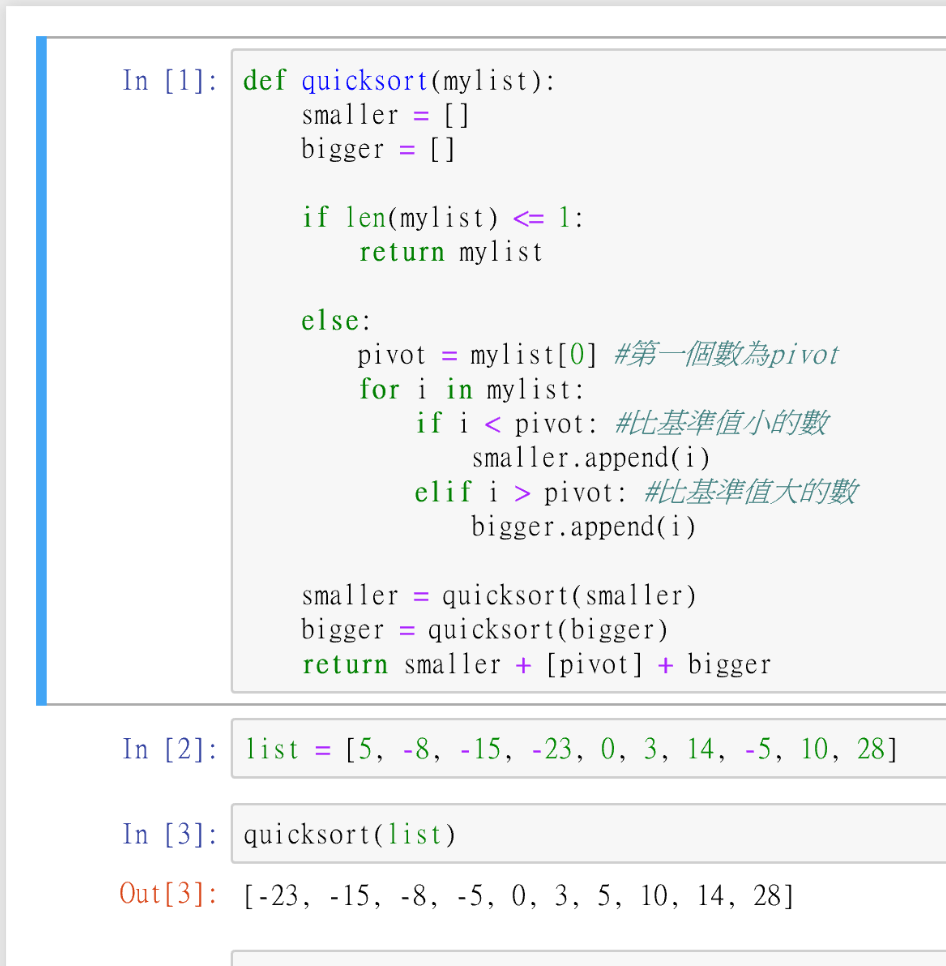 In [1]: def quicksort(mylist):
    smaller = []
    bigger = []

    if len(mylist) <= 1:
        return mylist

    else:
        pivot = mylist[0] #第一個數為pivot
        for i in mylist:
            if i < pivot: #比基準值小的數
                smaller.append(i)
            elif i > pivot: #比基準值大的數
                bigger.append(i)

    smaller = quicksort(smaller)
    bigger = quicksort(bigger)
    return smaller + [pivot] + bigger
In [2]: list = [5, -8, -15, -23, 0, 3, 14, -5, 10, 28]
In [3]: quicksort(list)
Out[3]: [-23, -15, -8, -5, 0, 3, 5, 10, 14, 28]